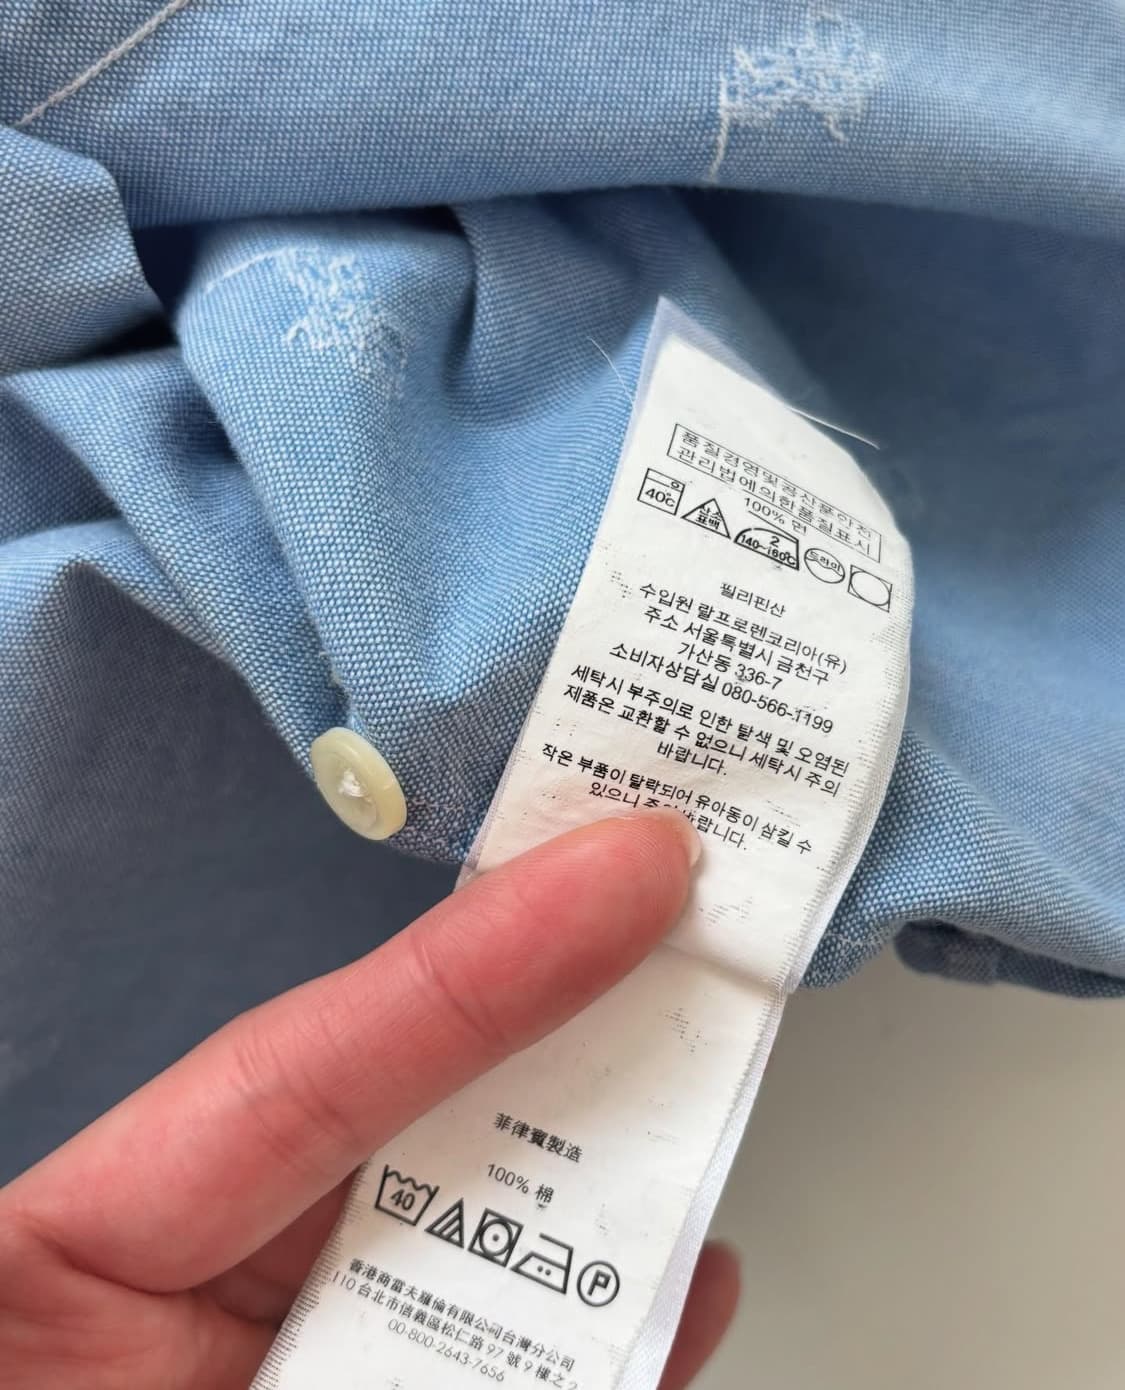 품질경영및공산품안전
관리법에의한품질표시
100% 면
약
40℃
산소
표백
2
140~160℃
드라이
필리핀산
수입원 랄프로렌코리아(유)
주소 서울특별시 금천구
가산동 336-7
소비자상담실 080-566-1199
세탁시 부주의로 인한 탈색 및 오염된
제품은 교환할 수 없으니 세탁시 주의
바랍니다.
작은 부품이 탈락되어 유아동이 삼킬 수
있으니 바랍니다.
菲律賓製造
100% 棉
40
P
香港商當夫羅倫有限公司台灣分公司
110 台北市信義區松仁路 97 號 9 樓之 2
00-800-2643-7656